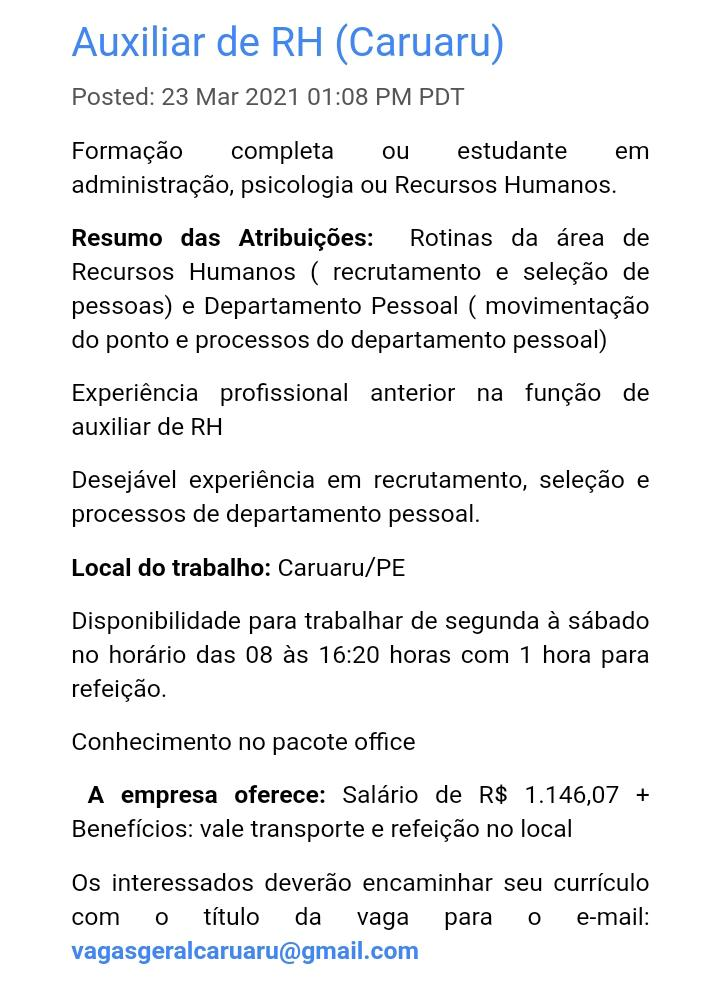 Auxiliar de RH (Caruaru)
Posted: 23 Mar 2021 01:08 PM PDT
Formação completa ou estudante em
administração, psicologia ou Recursos Humanos.
Resumo das Atribuições: Rotinas da área de
Recursos Humanos ( recrutamento e seleção de
pessoas) e Departamento Pessoal ( movimentação
do ponto e processos do departamento pessoal)
Experiência profissional anterior na função de
auxiliar de RH
Desejável experiência em recrutamento, seleção e
processos de departamento pessoal.
Local do trabalho: Caruaru/PE
Disponibilidade para trabalhar de segunda à sábado
no horário das 08 às 16:20 horas com 1 hora para
refeição.
Conhecimento no pacote office
A empresa oferece: Salário de R$ 1.146,07 +
Benefícios: vale transporte e refeição no local
Os interessados deverão encaminhar seu currículo
com o título da vaga para o e-mail:
vagasgeralcaruaru@gmail.com